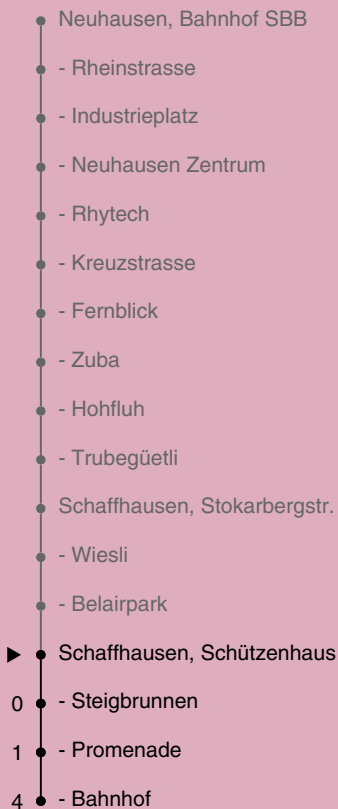 Neuhausen, Bahnhof SBB
- Rheinstrasse
- Industrieplatz
- Neuhausen Zentrum
- Rhytech
- Kreuzstrasse
- Fernblick
- Zuba
- Hohfluh
- Trubegüetli
Schaffhausen, Stokarbergstr.
- Wiesli
- Belairpark
Schaffhausen, Schützenhaus
0 - Steigbrunnen
1 - Promenade
4 - Bahnhof